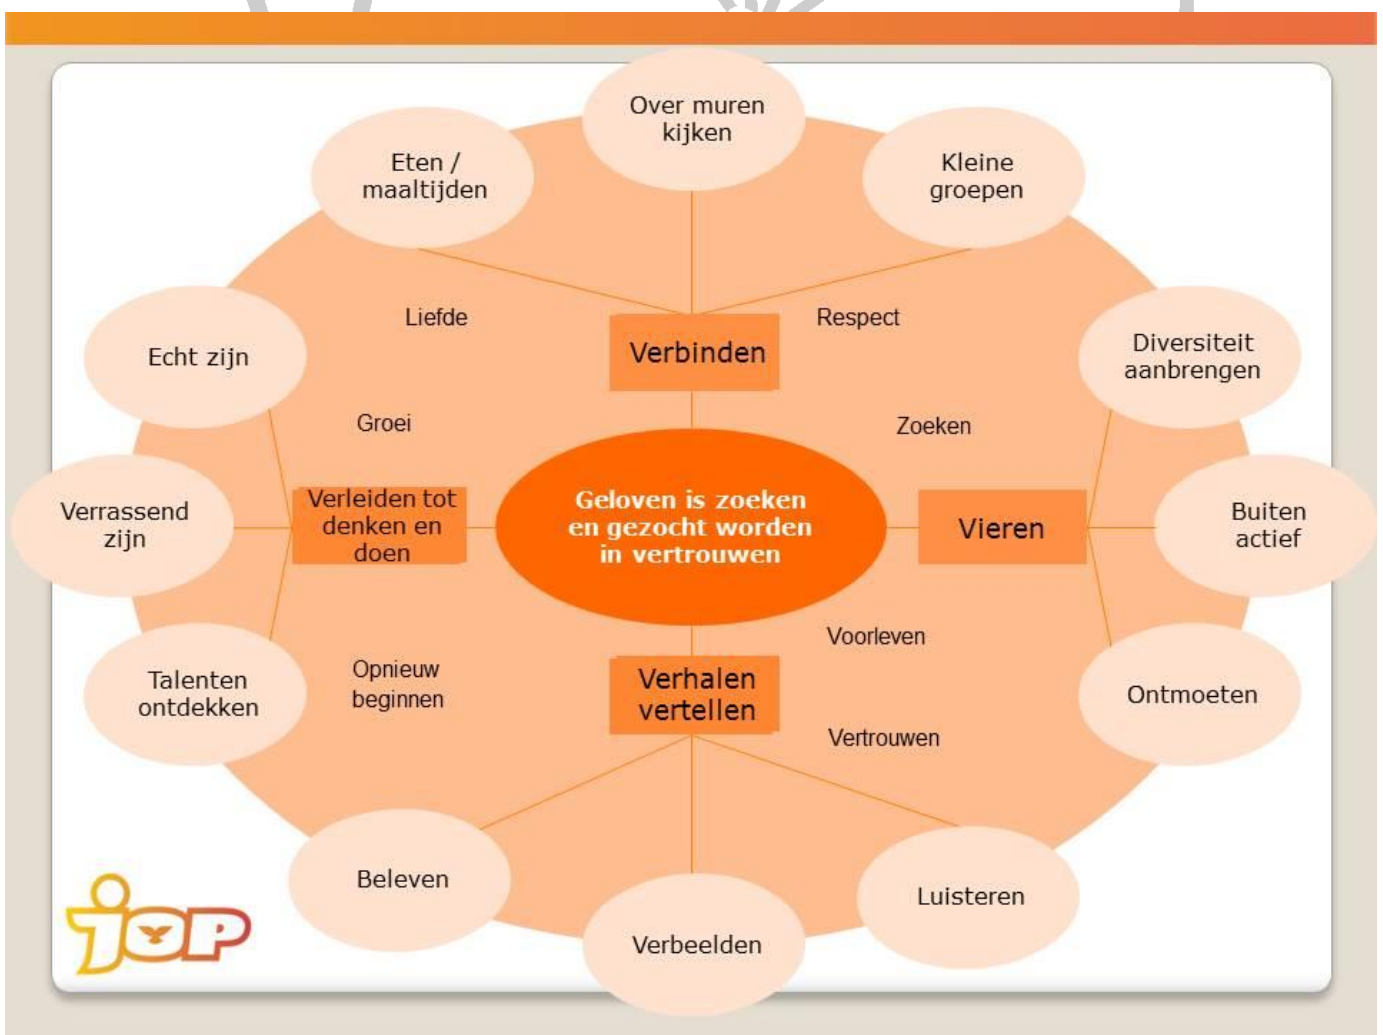 Over muren
kijken
Eten /
maaltijden
Kleine
groepen
Liefde
Respect
Verbinden
Diversiteit
aanbrengen
Echt zijn
Groei
Zoeken
Verrassend
zijn
Verleiden tot
denken en
doen
Geloven is zoeken
en gezocht worden
in vertrouwen
Vieren
Buiten
actief
Voorleven
Opnieuw
beginnen
Verhalen
vertellen
Talenten
ontdekken
Ontmoeten
Vertrouwen
Beleven
Luisteren
Verbeelden
jOP